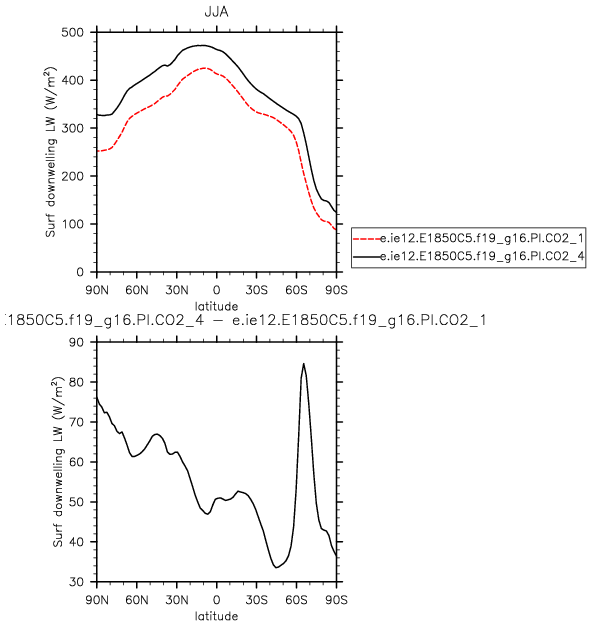 JJA
Surf downwelling LW (W/m²)
500
400
300
200
100
0
90N 60N 30N 0 30S 60S 90S
latitude
e.ie12.E1850C5.f19_g16.PI.CO2_1
e.ie12.E1850C5.f19_g16.PI.CO2_4
.1850C5.f19_g16.PI.CO2_4 − e.ie12.E1850C5.f19_g16.PI.CO2_1
Surf downwelling LW (W/m²)
90
80
70
60
50
40
30
90N 60N 30N 0 30S 60S 90S
latitude